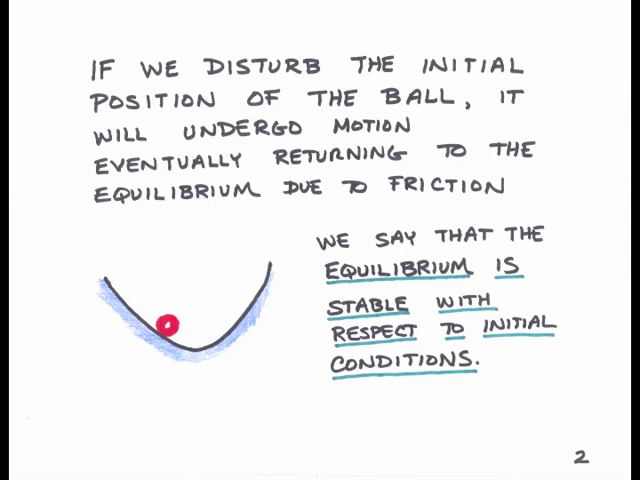 IF WE DISTURB THE INITIAL
POSITION OF THE BALL, IT
WILL UNDERGO MOTION
EVENTUALLY RETURNING TO THE
EQUILIBRIUM DUE TO FRICTION
WE SAY THAT THE
EQUILIBRIUM IS
STABLE WITH
RESPECT TO INITIAL
CONDITIONS.
2